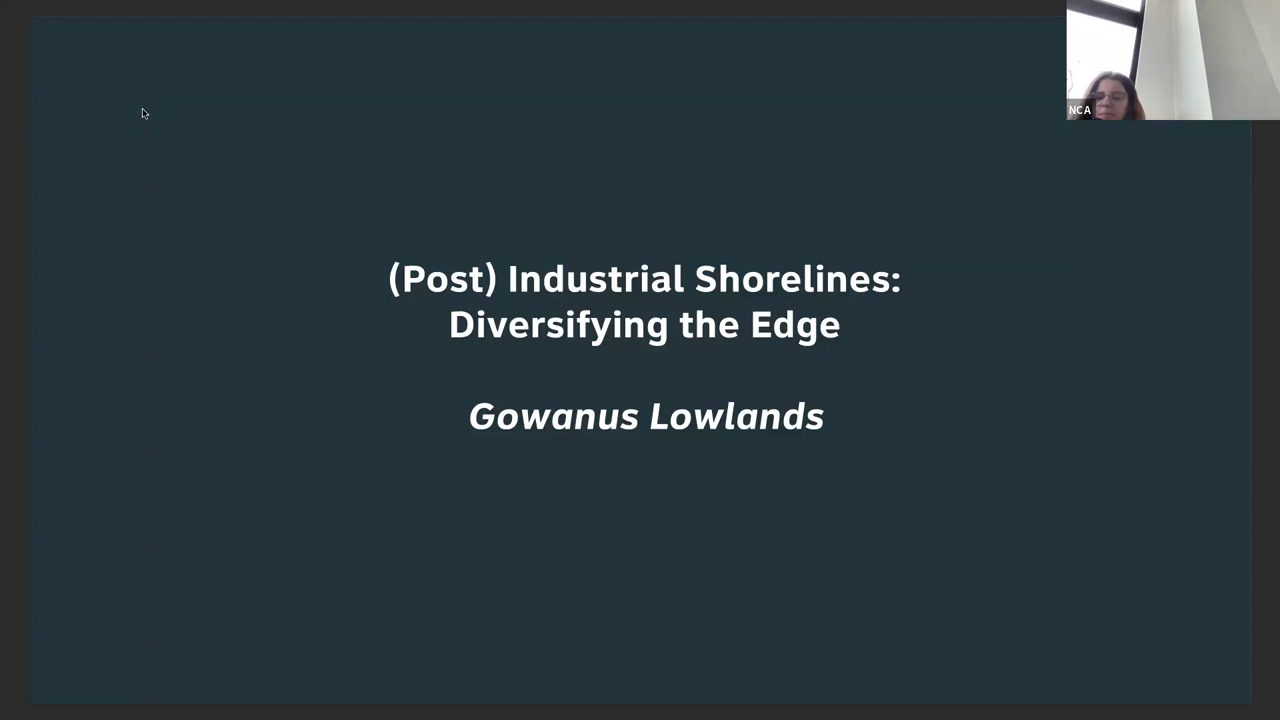 NCA
(Post) Industrial Shorelines:
Diversifying the Edge
Gowanus Lowlands